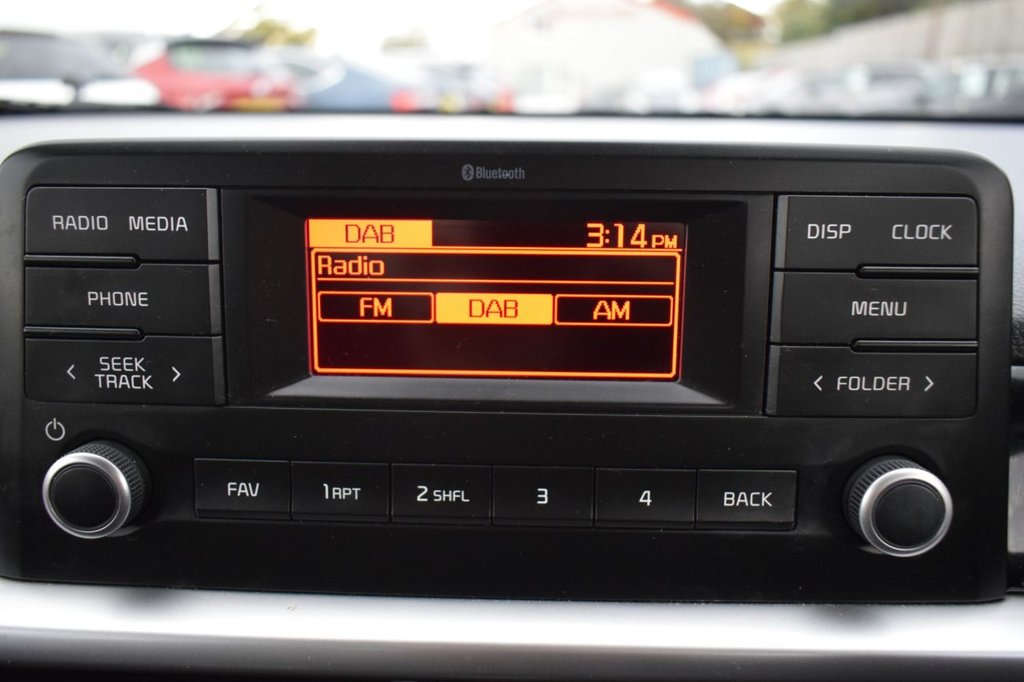 Bluetooth
RADIO MEDIA
PHONE
< SEEK TRACK >
DAB 3:14 PM
Radio
FM DAB AM
DISP CLOCK
MENU
< FOLDER >
FAV 1 RPT 2 SHFL 3 4 BACK